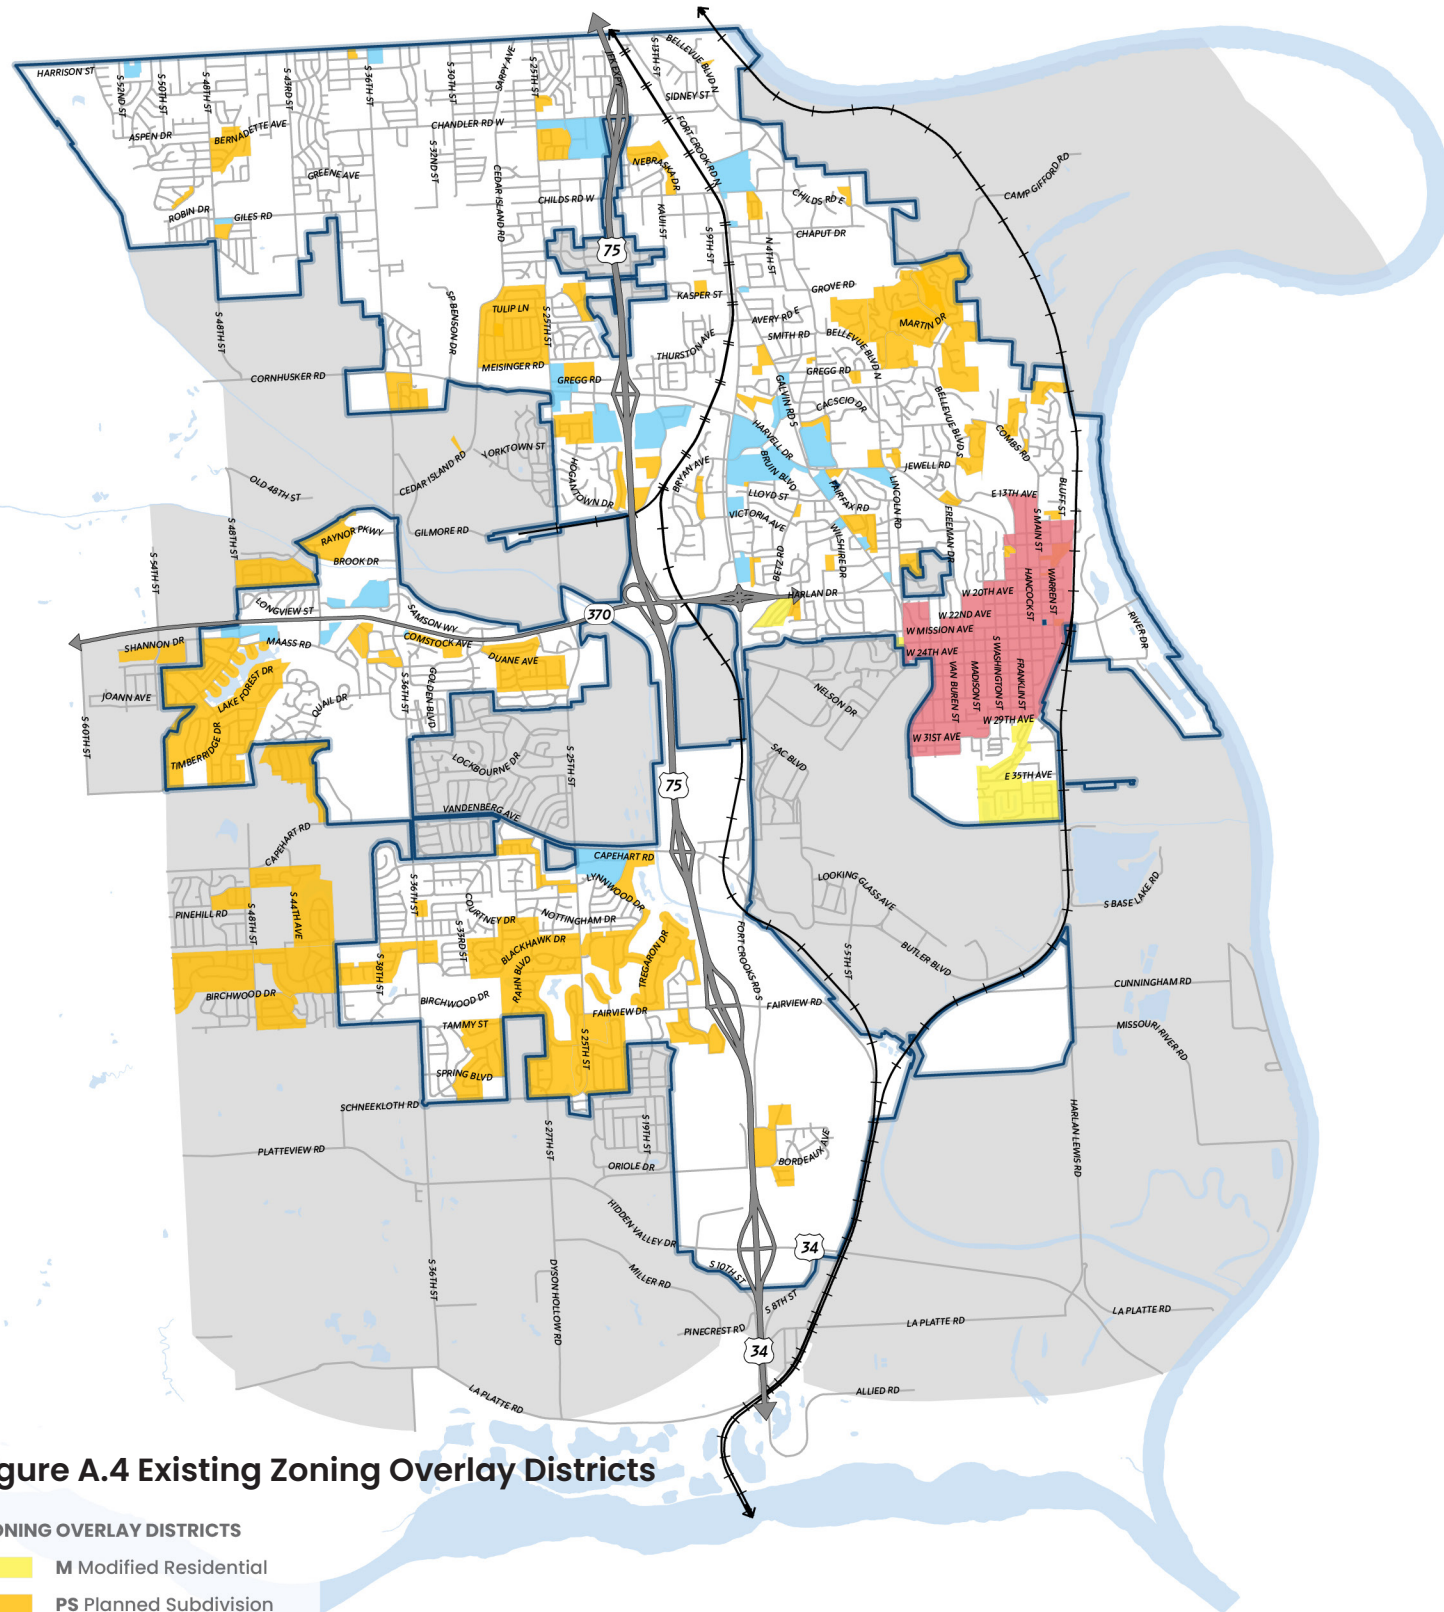 HARRISON ST
S 52ND ST
S 50TH ST
S 48TH ST
S 43RD ST
S 36TH ST
S 30TH ST
SARPY AVE
S 25TH ST
JFK EXPY
S 13TH ST
BELLEVUE BLVD N
SIDNEY ST
ASPEN DR
BERNADETTE AVE
CHANDLER RD W
FORT CROOK RD N
S 32ND ST
GREENE AVE
CEDAR ISLAND RD
NEBRASKA DR
CAMP GIFFORD RD
ROBIN DR
GILES RD
CHILDS RD W
KAUII ST
S 9TH ST
N 4TH ST
CHILDS RD E
CHAPUT DR
75
S 48TH ST
SP BENSON DR
TULIP LN
S 25TH ST
KASPER ST
GROVE RD
AVERY RD E
MARTIN DR
SMITH RD
BELLEVUE BLVD N
THURSTON AVE
MEISINGER RD
CORNHUSKER RD
GREGG RD
GREGG RD
GALVIN RD S
CACSCIO DR
BELLEVUE BLVD S
COMBS RD
HARVELL DR
BRUIN BLVD
CEDAR ISLAND RD
HOGANTOWN DR
BRYAN AVE
JEWELL RD
OLD 48TH ST
LLOYD ST
FAIRFAX RD
LINCOLN RD
E 13TH AVE
BLUFF ST
VICTORIA AVE
FREEMAN DR
S MAIN ST
S 48TH ST
RAYNOR PKWY
GILMORE RD
BROOK DR
BETZ RD
WILSHIRE DR
S 54TH ST
LONGVIEW ST
SAMSON WY
370
HARLAN DR
W 20TH AVE
HANCOCK ST
WARREN ST
W 22ND AVE
W MISSION AVE
W 24TH AVE
RIVER DR
SHANNON DR
MAASS RD
COMSTOCK AVE
DUANE AVE
JOANN AVE
LAKE FOREST DR
QUAIL DR
S 36TH ST
GOLDEN BLVD
NELSON DR
VAN BUREN ST
MADISON ST
S WASHINGTON ST
FRANKLIN ST
W 29TH AVE
W 31ST AVE
S 60TH ST
TIMBERRIDGE DR
LOCKBOURNE DR
S 25TH ST
SAC BLVD
75
E 35TH AVE
VANDENBERG AVE
CAPEHART RD
CAPEHART RD
LYNNWOOD DR
LOOKING GLASS AVE
S BASE LAKE RD
PINEHILL RD
S 48TH ST
S 44TH AVE
S 36TH ST
COURTNEY DR
NOTTINGHAM DR
S 33RD ST
BLACKHAWK DR
RAHN BLVD
TREGARON DR
FORT CROOKS RD S
S 5TH ST
BUTLER BLVD
S 38TH ST
BIRCHWOOD DR
BIRCHWOOD DR
CUNNINGHAM RD
FAIRVIEW RD
FAIRVIEW DR
TAMMY ST
S 25TH ST
MISSOURI RIVER RD
SPRING BLVD
SCHNEEKLOTH RD
S 27TH ST
S 19TH ST
HARLAN LEWIS RD
PLATTEVIEW RD
ORIOLE DR
BORDEAUX AVE
HIDDEN VALLEY DR
34
S 36TH ST
DYSON HOLLOW RD
MILLER RD
S 10TH ST
S 8TH ST
PINECREST RD
LA PLATTE RD
LA PLATTE RD
34
LA PLATTE RD
ALLIED RD
gure A.4 Existing Zoning Overlay Districts
ONING OVERLAY DISTRICTS
M Modified Residential
PS Planned Subdivision